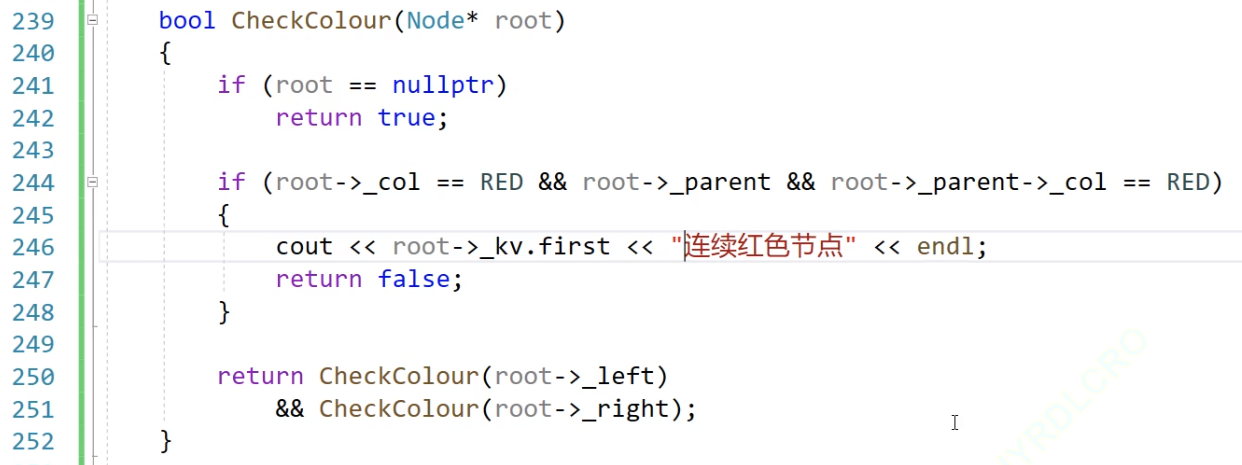 239 bool CheckColour(Node* root)
240 {
241 if (root == nullptr)
242 return true;
243
244 if (root->_col == RED && root->_parent && root->_parent->_col == RED)
245 {
246 cout << root->_kv.first << "连续红色节点" << endl;
247 return false;
248 }
249
250 return CheckColour(root->_left)
251 && CheckColour(root->_right);
252 }